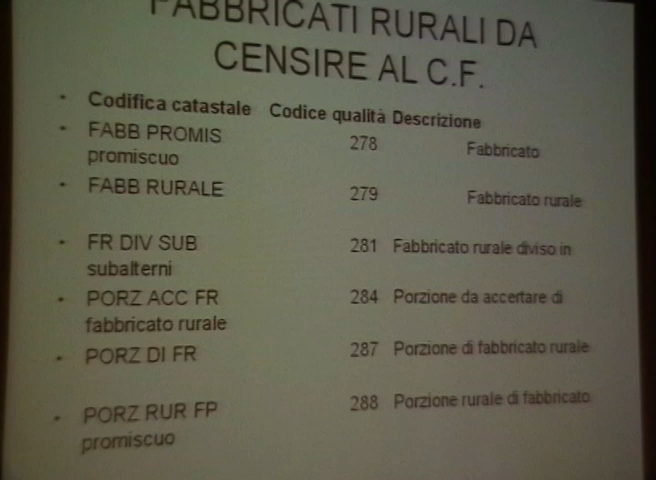 FABBRICATI RURALI DA
CENSIRE AL C.F.
• Codifica catastale Codice qualità Descrizione
• FABB PROMIS 278 Fabbricato
promiscuo
• FABB RURALE 279 Fabbricato rurale
• FR DIV SUB 281 Fabbricato rurale diviso in
subalterni
• PORZ ACC FR 284 Porzione da accertare di
fabbricato rurale
• PORZ DI FR 287 Porzione di fabbricato rurale
• PORZ RUR FP 288 Porzione rurale di fabbricato
promiscuo